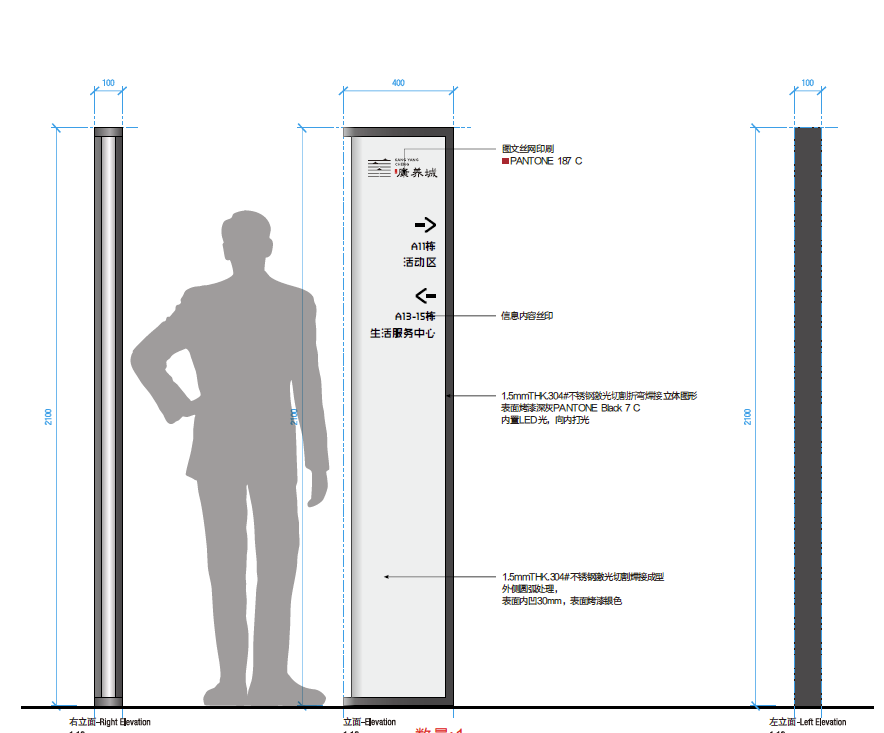 100
400
100
KANG YANG
CHENG
康养城
图文丝网印刷
PANTONE 187 C
A11栋
活动区
A13-15栋
生活服务中心
信息内容丝印
1.5mmTHK.304#不锈钢激光切割折弯焊接立体图形
表面烤漆深灰PANTONE Black 7 C
内置LED光，向内打光
2100
2100
2100
1.5mmTHK.304#不锈钢激光切割焊接成型
外侧圆弧处理，
表面内凹30mm，表面烤漆银色
右立面-Right Elevation
立面-Elevation
左立面-Left Elevation